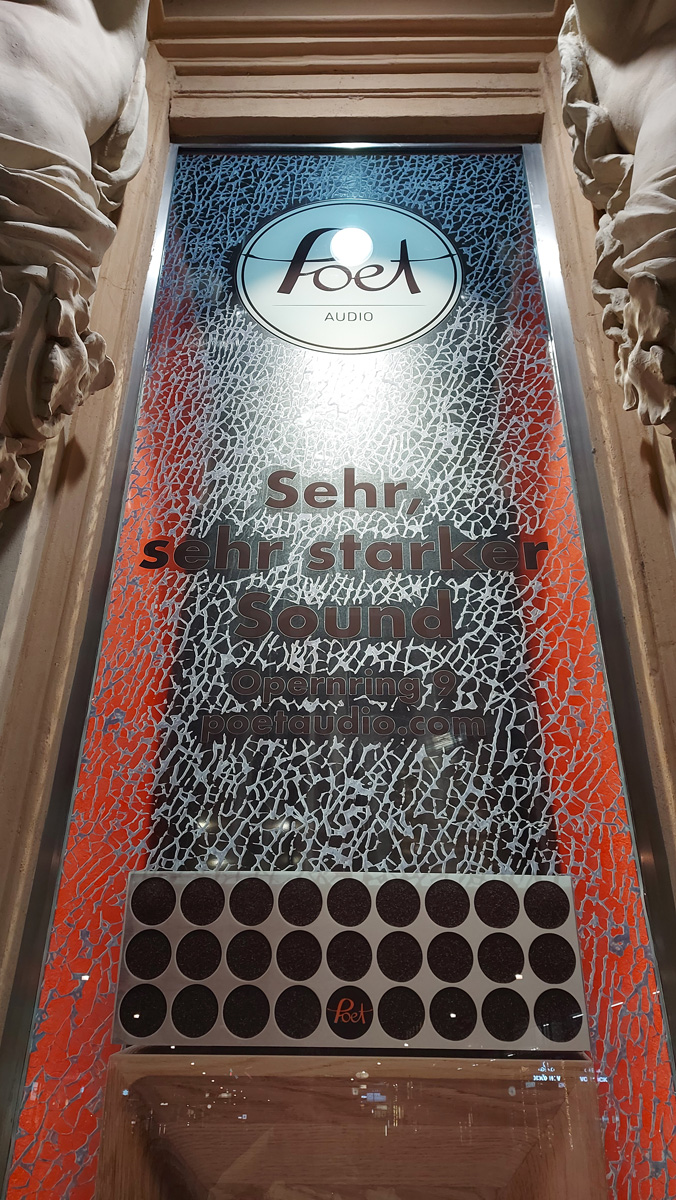 Poet
AUDIO
Sehr,
sehr starker
Sound
Opernring 9
poetaudio.com
Poet